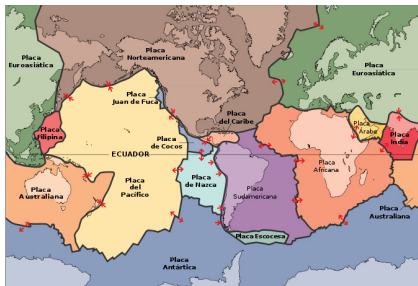 Placa
Norteamericana
Placa
Euroasiática
Placa
Euroasiática
Placa
Juan de Fuca
Placa
del Caribe
Placa
Filipina
Placa
Arabe
Placa
India
ECUADOR
Placa
de Cocos
Placa
Africana
Placa
de Nazca
Placa
Australiana
Placa
del
Pacífico
Placa
Sudamericana
Placa
Australiana
Placa Escocesa
Placa
Antártica